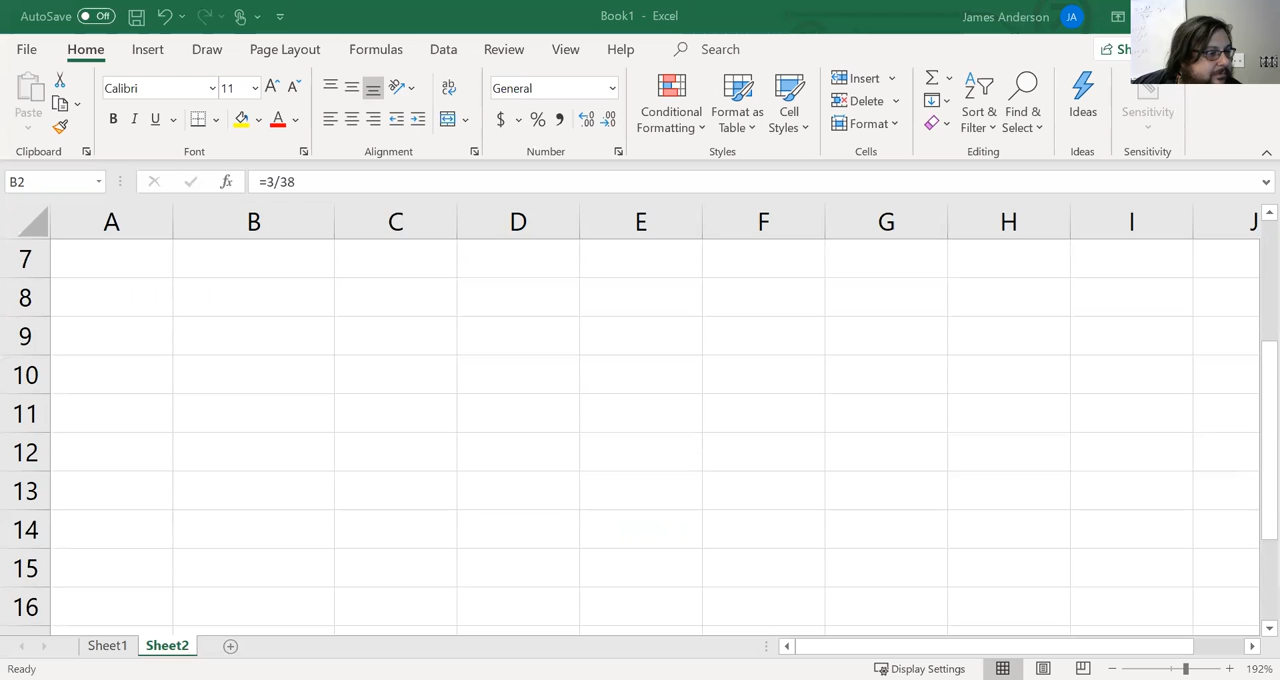 AutoSave Off Book1 - Excel James Anderson JA
File Home Insert Draw Page Layout Formulas Data Review View Help Search Sh
Paste Calibri 11 General Conditional Formatting Format as Table Cell Styles Insert Delete Format Sort & Filter Find & Select Ideas Sensitivity
Clipboard Font Alignment Number Styles Cells Editing Ideas Sensitivity
B2 fx =3/38
A B C D E F G H I J
7
8
9
10
11
12
13
14
15
16
Sheet1 Sheet2
Ready Display Settings 192%